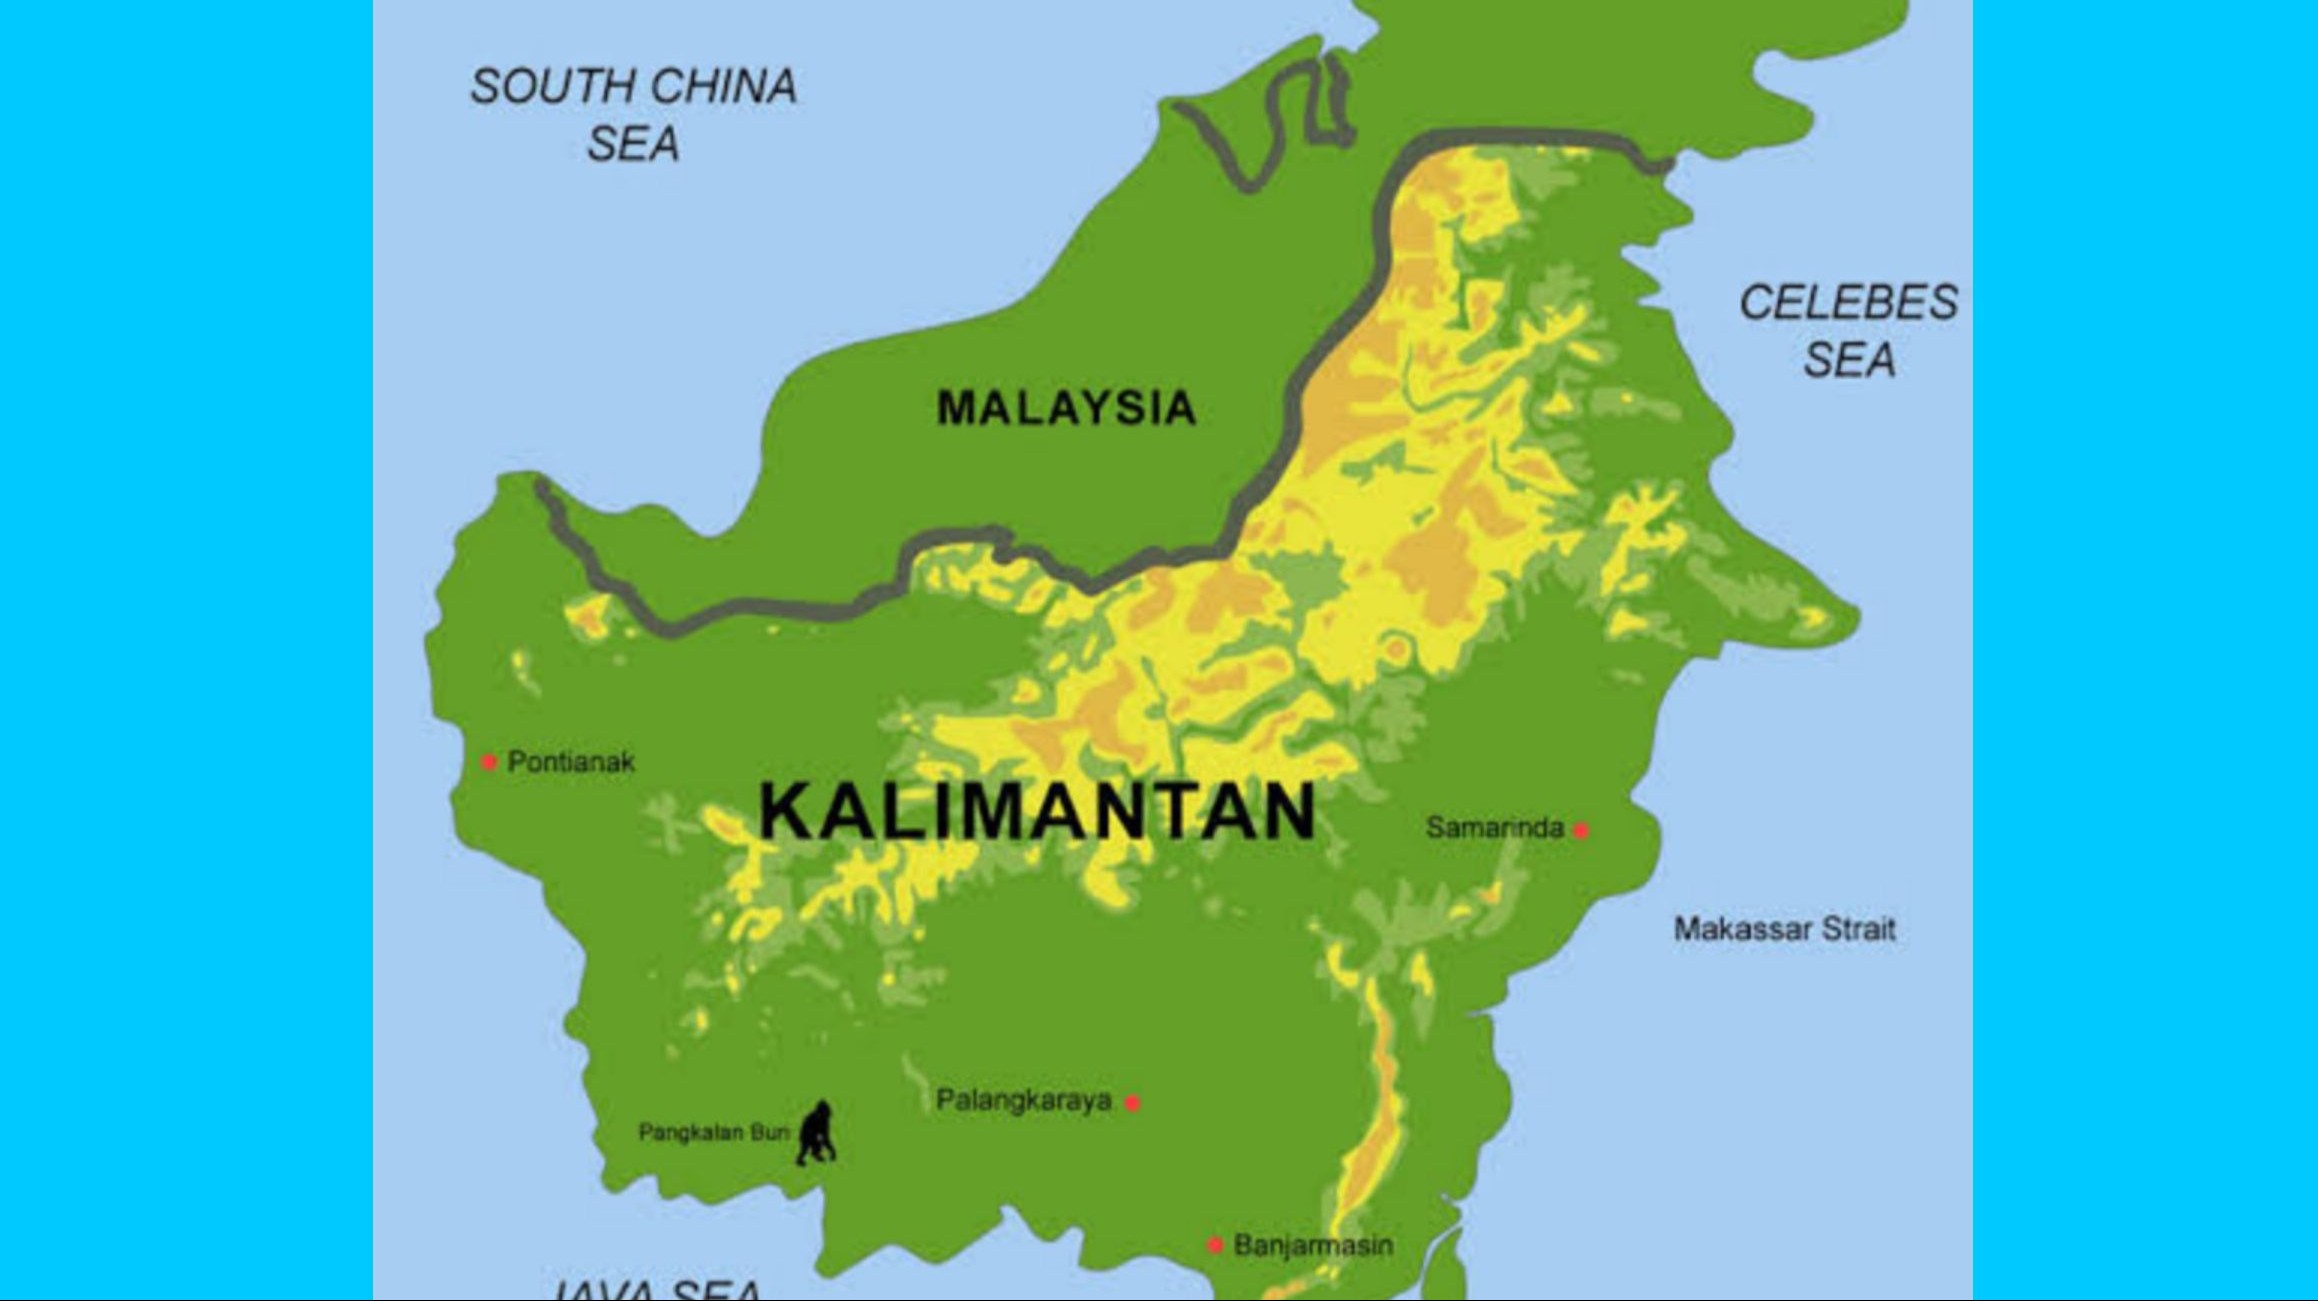 SOUTH CHINA
SEA
CELEBES
SEA
MALAYSIA
Pontianak
KALIMANTAN
Samarinda
Makassar Strait
Palangkaraya
Pangkalan Bun
Banjarmasin
JAVA SEA